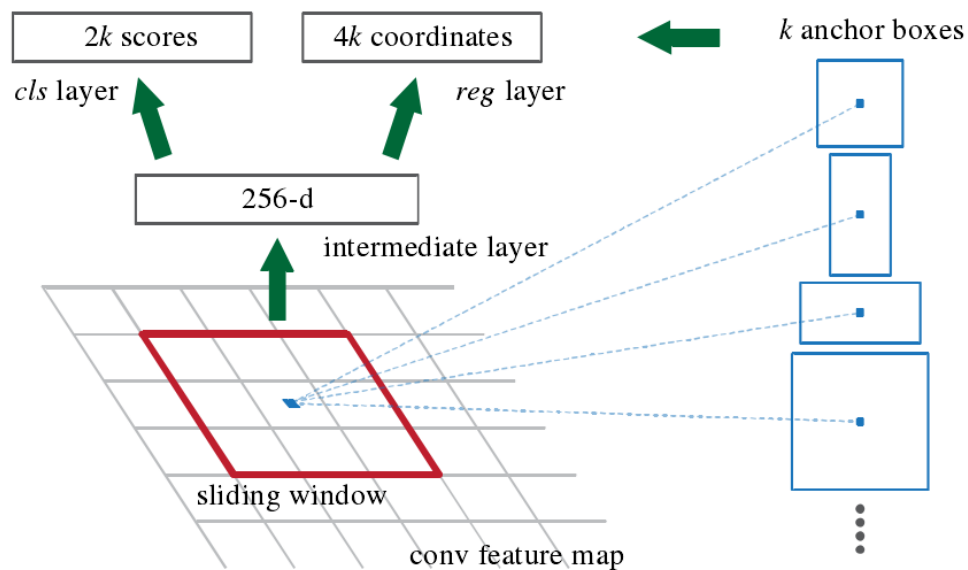 2k scores
4k coordinates
k anchor boxes
cls layer
reg layer
256-d
intermediate layer
sliding window
conv feature map